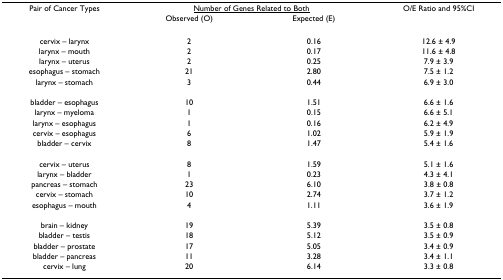 Pair of Cancer Types Number of Genes Related to Both O/E Ratio and 95%CI
Observed (O) Expected (E)
cervix – larynx 2 0.16 12.6 ± 4.9
larynx – mouth 2 0.17 11.6 ± 4.8
larynx – uterus 2 0.25 7.9 ± 3.9
esophagus – stomach 21 2.80 7.5 ± 1.2
larynx – stomach 3 0.44 6.9 ± 3.0
bladder – esophagus 10 1.51 6.6 ± 1.6
larynx – myeloma 1 0.15 6.6 ± 5.1
larynx – esophagus 1 0.16 6.2 ± 4.9
cervix – esophagus 6 1.02 5.9 ± 1.9
bladder – cervix 8 1.47 5.4 ± 1.6
cervix – uterus 8 1.59 5.1 ± 1.6
larynx – bladder 1 0.23 4.3 ± 4.1
pancreas – stomach 23 6.10 3.8 ± 0.8
cervix – stomach 10 2.74 3.7 ± 1.2
esophagus – mouth 4 1.11 3.6 ± 1.9
brain – kidney 19 5.39 3.5 ± 0.8
bladder – testis 18 5.12 3.5 ± 0.9
bladder – prostate 17 5.05 3.4 ± 0.9
bladder – pancreas 11 3.28 3.4 ± 1.1
cervix – lung 20 6.14 3.3 ± 0.8